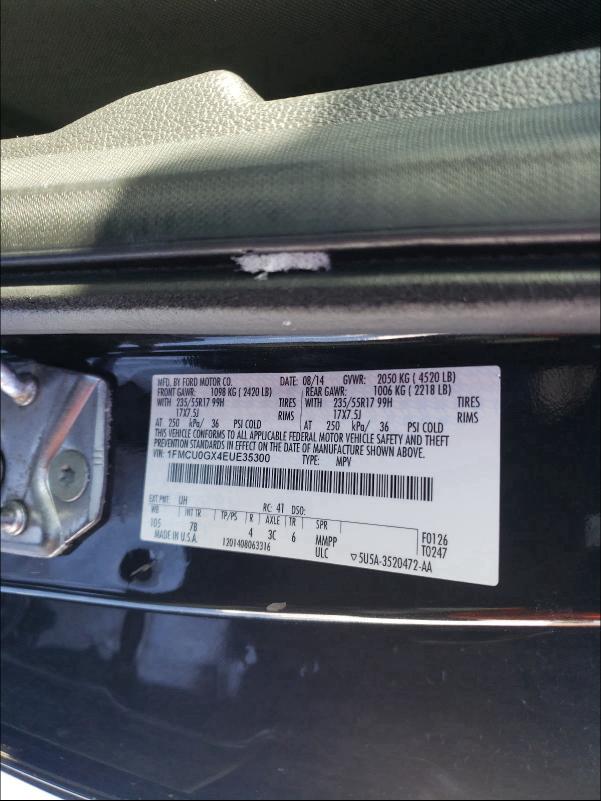 MFD. BY FORD MOTOR CO. DATE: 08/14 GVWR: 2050 KG ( 4520 LB)
FRONT GAWR: 1098 KG ( 2420 LB) REAR GAWR: 1006 KG ( 2218 LB)
WITH 235/55R17 99H TIRES WITH 235/55R17 99H TIRES
17X7.5J RIMS 17X7.5J RIMS
AT 250 kPa/ 36 PSI COLD AT 250 kPa/ 36 PSI COLD
THIS VEHICLE CONFORMS TO ALL APPLICABLE FEDERAL MOTOR VEHICLE SAFETY AND THEFT
PREVENTION STANDARDS IN EFFECT ON THE DATE OF MANUFACTURE SHOWN ABOVE.
VIN: 1FMCU0GX4EUE35300 TYPE: MPV
EXT PNT: UH RC: 41 DSO:
WB INT TR TP/PS R AXLE TR SPR
105 7B 4 3C 6 MMPP F0126
MADE IN U.S.A. 1201408063316 ULC T0247
5U5A-3520472-AA